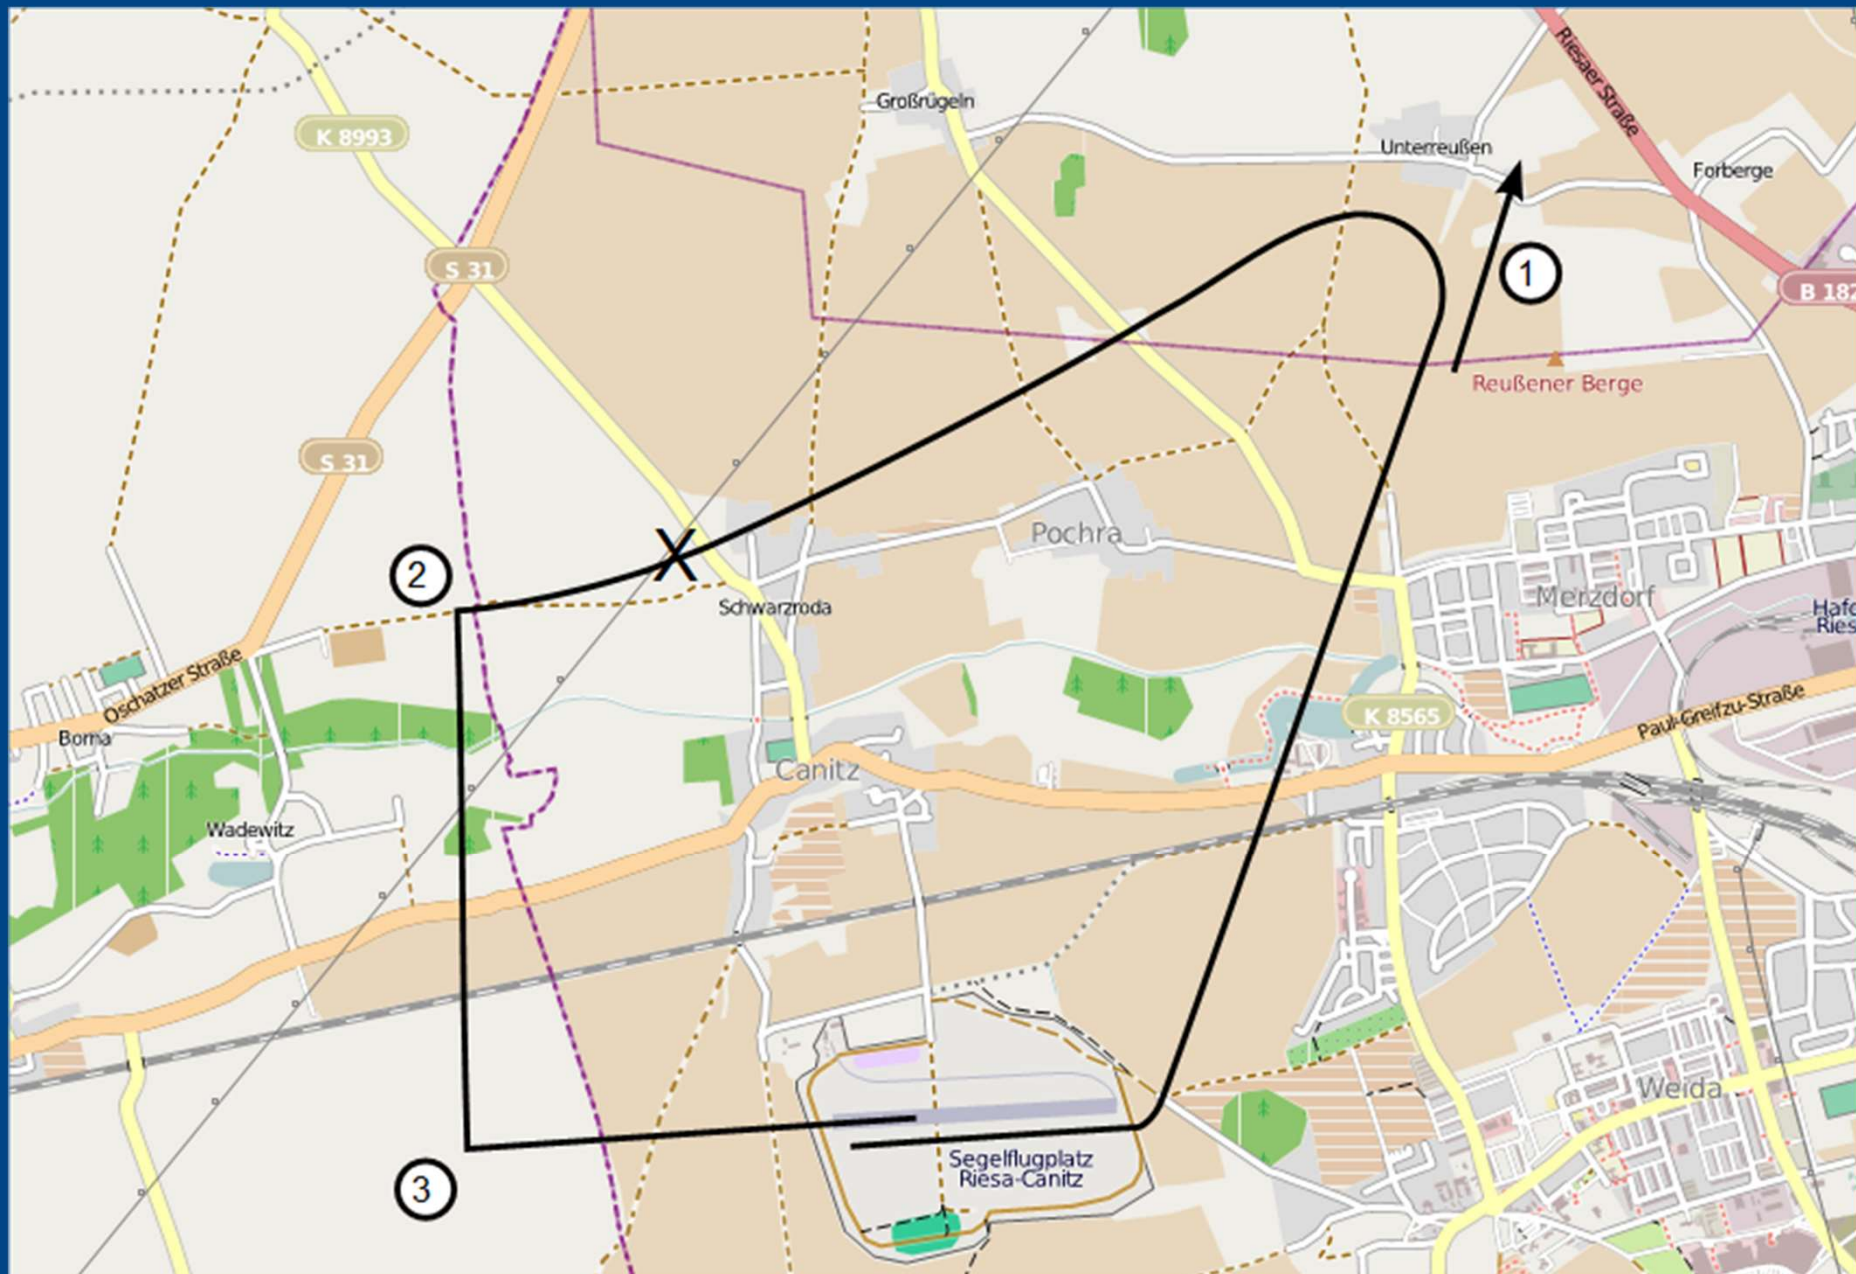 Großrügeln
Riesaer Straße
K 8993
Unterreußen
Forberge
S 31
1
B 182
Reußener Berge
S 31
Pochra
2
X
Schwarzroda
Merzdorf
Oschatzer Straße
K 8565
Paul-Greifzu-Straße
Borna
Canitz
Wadewitz
Weida
Segelflugplatz
Riesa-Canitz
3